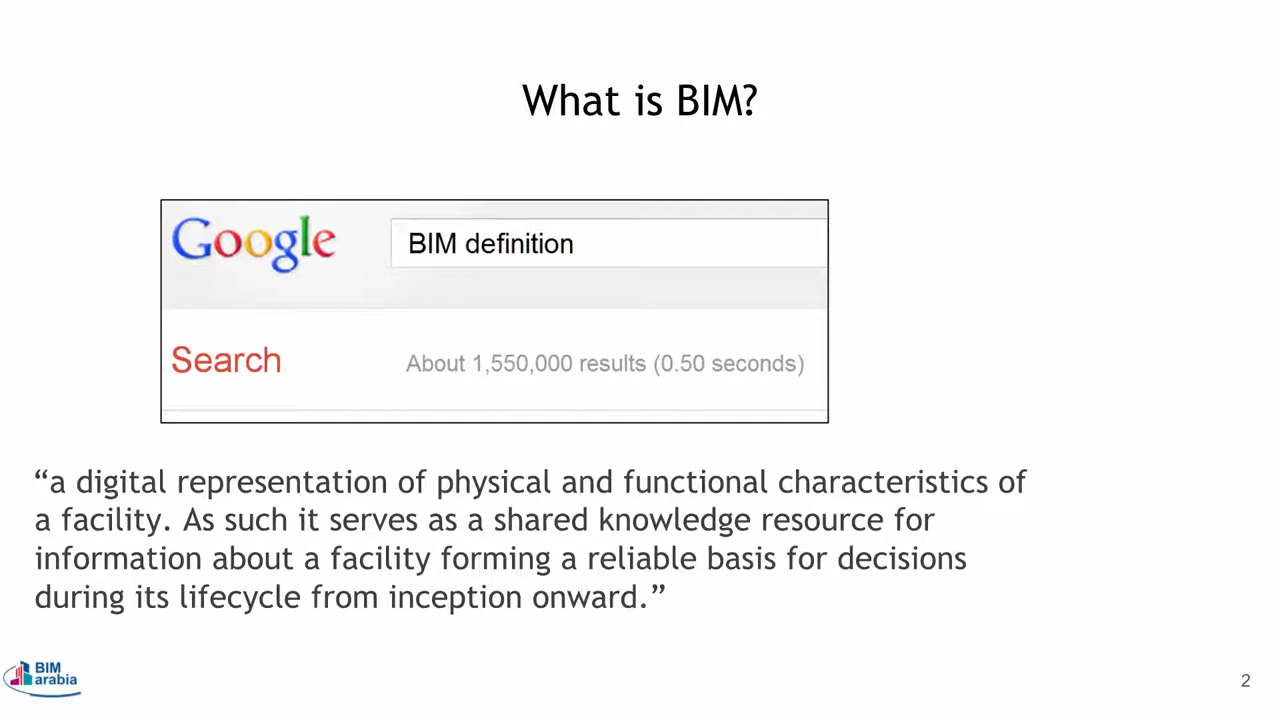 What is BIM?
Google
BIM definition
Search
About 1,550,000 results (0.50 seconds)
“a digital representation of physical and functional characteristics of
a facility. As such it serves as a shared knowledge resource for
information about a facility forming a reliable basis for decisions
during its lifecycle from inception onward.”
BIM
arabia
2